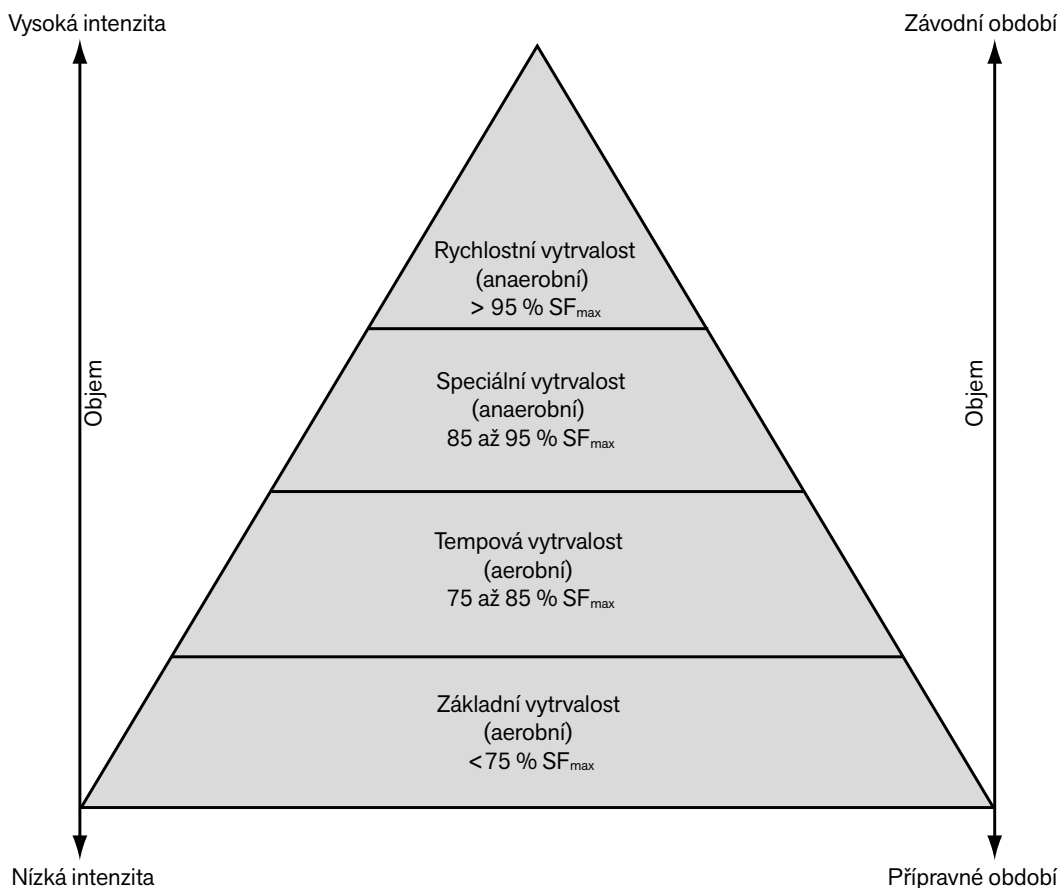 Vysoká intenzita
Závodní období
Rychlostní vytrvalost
(anaerobní)
> 95 % SFmax
Speciální vytrvalost
(anaerobní)
85 až 95 % SFmax
Objem
Objem
Tempová vytrvalost
(aerobní)
75 až 85 % SFmax
Základní vytrvalost
(aerobní)
<75 % SFmax
Nízká intenzita
Přípravné období